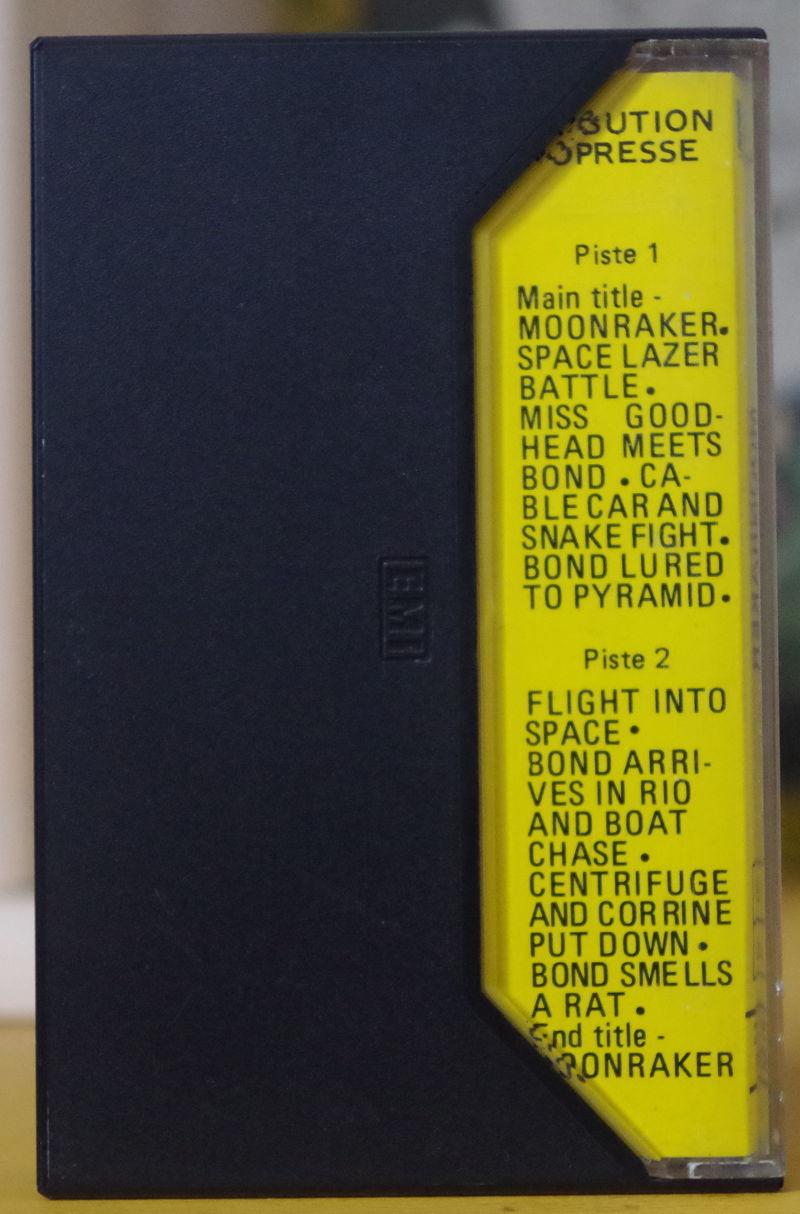 PRESSE
Piste 1
Main title -
MOONRAKER.
SPACE LAZER
BATTLE •
MISS GOOD-
HEAD MEETS
BOND • CA-
BLE CAR AND
SNAKE FIGHT.
BOND LURED
TO PYRAMID •
Piste 2
FLIGHT INTO
SPACE •
BOND ARRI-
VES IN RIO
AND BOAT
CHASE •
CENTRIFUGE
AND CORRINE
PUT DOWN •
BOND SMELLS
A RAT •
End title -
MOONRAKER
EMI